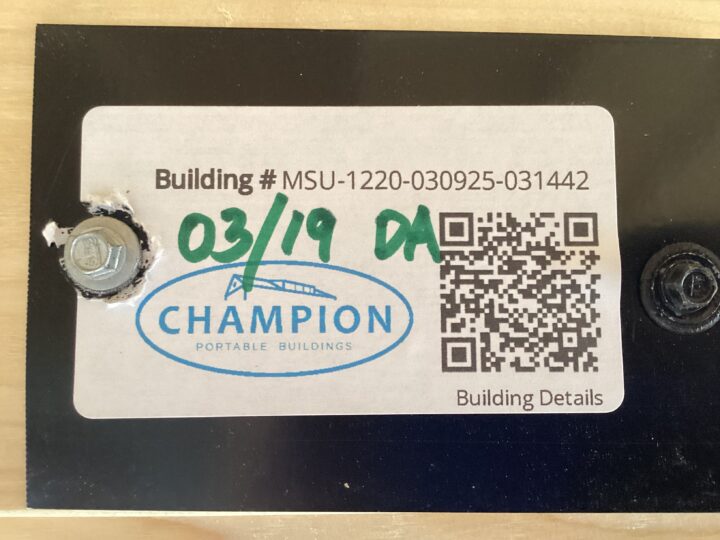 Building # MSU-1220-030925-031442
03/19 DA
CHAMPION
PORTABLE BUILDINGS
Building Details